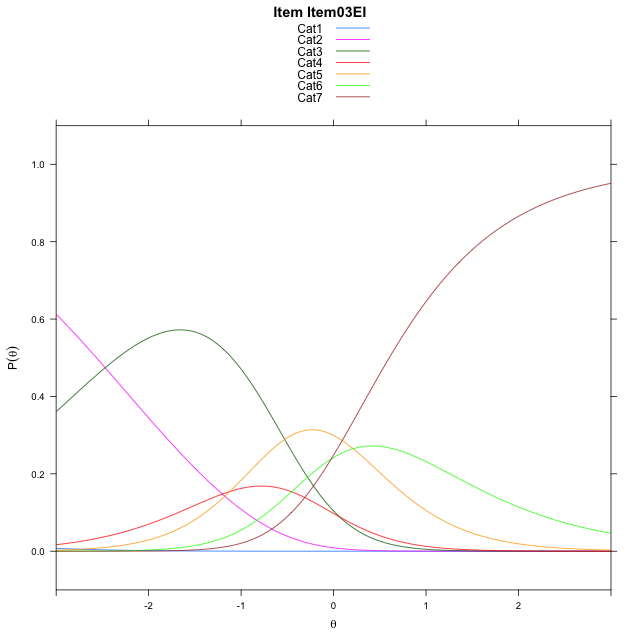 Item Item03EI
Cat1
Cat2
Cat3
Cat4
Cat5
Cat6
Cat7
1.0
0.8
0.6
0.4
0.2
0.0
P(θ)
-2 -1 0 1 2
θ